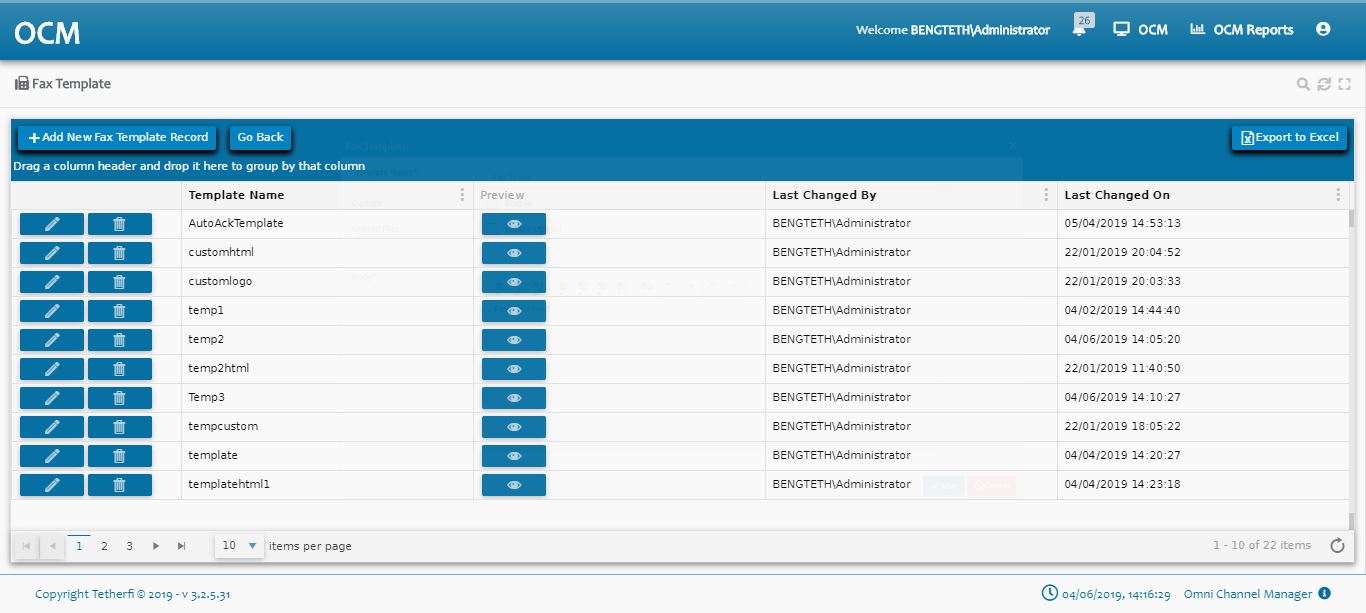 OCM
Welcome BENGTETH\Administrator
26
OCM
OCM Reports
Fax Template
Add New Fax Template Record
Go Back
Export to Excel
Drag a column header and drop it here to group by that column
Template Name Preview Last Changed By Last Changed On
AutoAckTemplate BENGTETH\Administrator 05/04/2019 14:53:13
customhtml BENGTETH\Administrator 22/01/2019 20:04:52
customlogo BENGTETH\Administrator 22/01/2019 20:03:33
temp1 BENGTETH\Administrator 04/02/2019 14:44:40
temp2 BENGTETH\Administrator 04/06/2019 14:05:20
temp2html BENGTETH\Administrator 22/01/2019 11:40:50
Temp3 BENGTETH\Administrator 04/06/2019 14:10:27
tempcustom BENGTETH\Administrator 22/01/2019 18:05:22
template BENGTETH\Administrator 04/04/2019 14:20:27
templatehtml1 BENGTETH\Administrator 04/04/2019 14:23:18
1 2 3 10 items per page 1 - 10 of 22 items
Copyright Tetherfi © 2019 - v 3.2.5.31 04/06/2019, 14:16:29 Omni Channel Manager